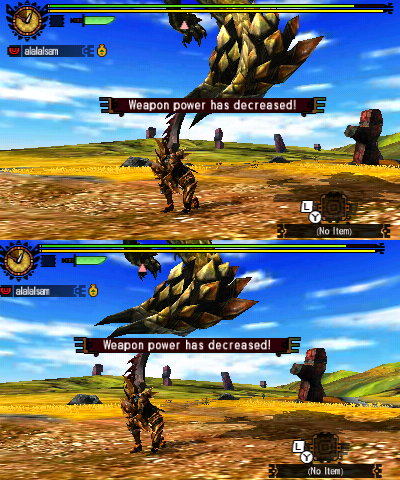 alalalsam
Weapon power has decreased!
L
Y
(No Item)
alalalsam
Weapon power has decreased!
L
Y
(No Item)